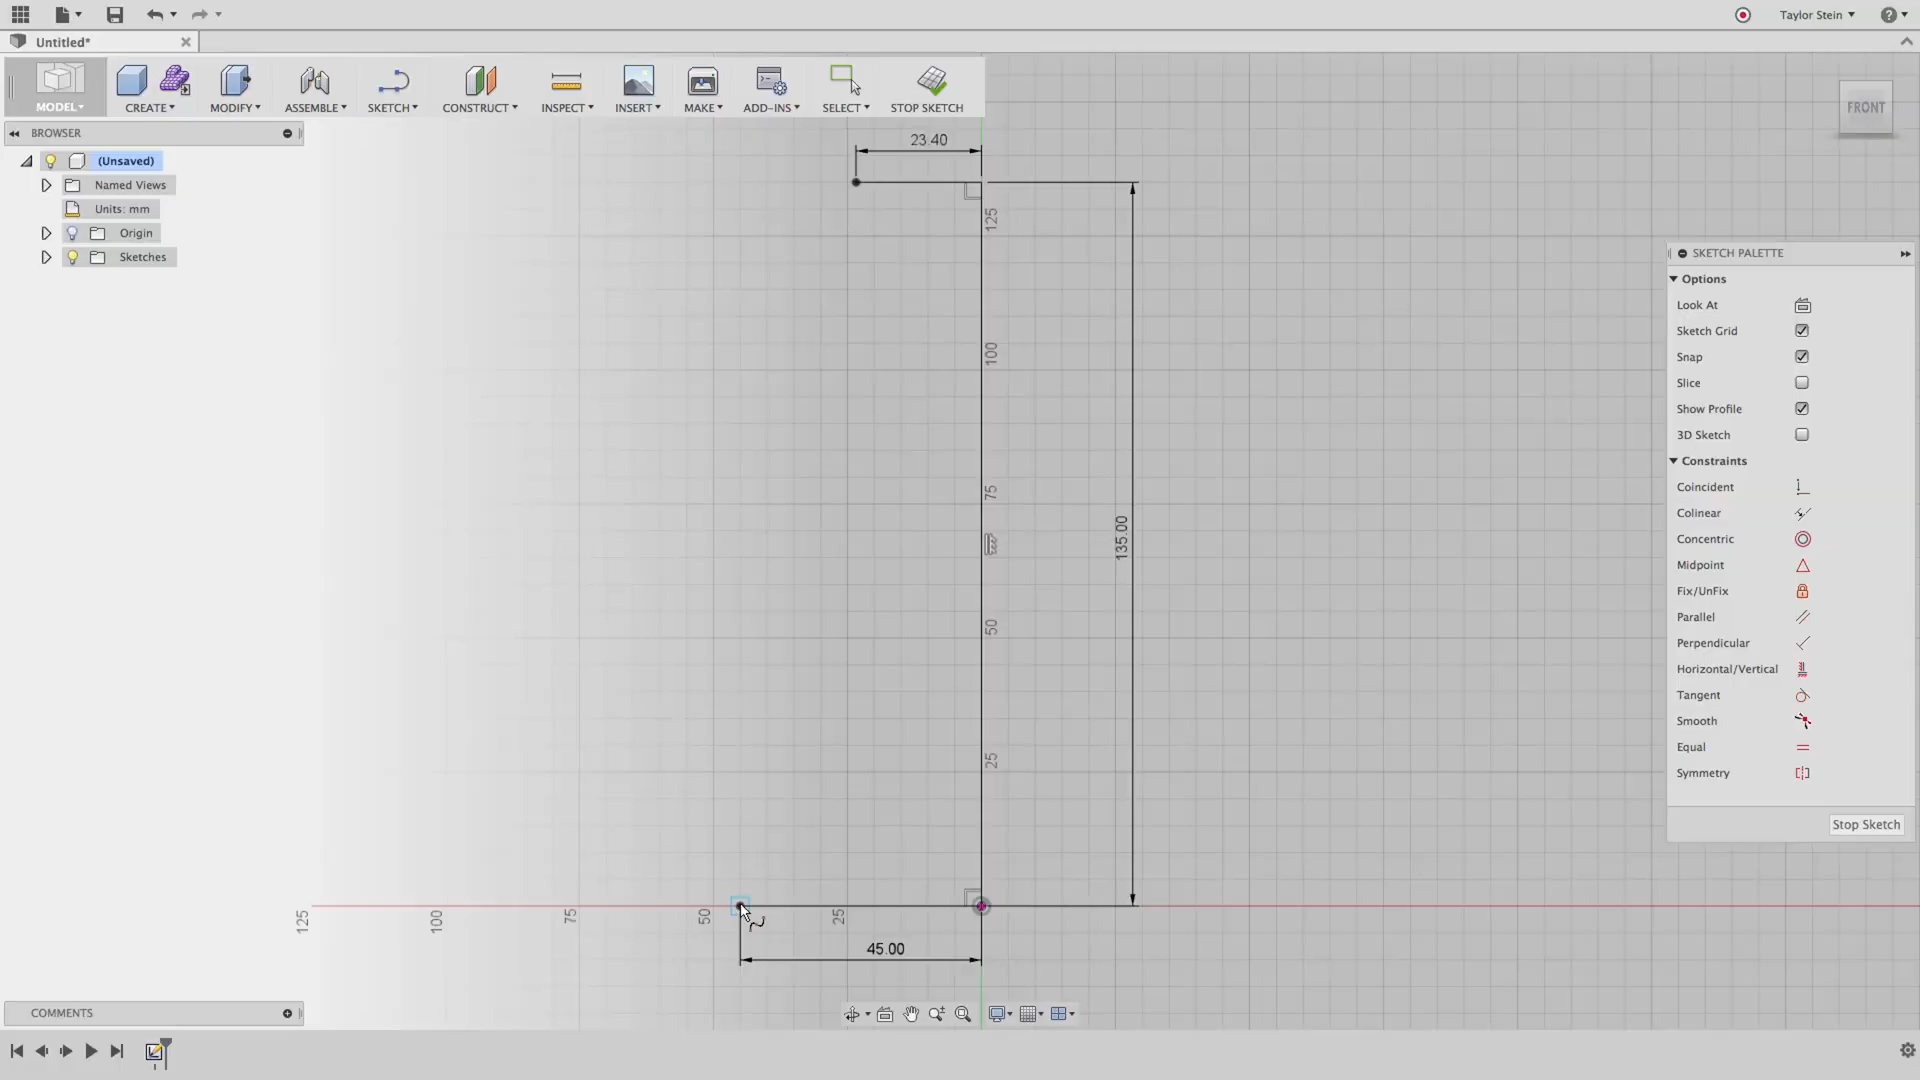 Taylor Stein
Untitled*
MODEL
CREATE
MODIFY
ASSEMBLE
SKETCH
CONSTRUCT
INSPECT
INSERT
MAKE
ADD-INS
SELECT
STOP SKETCH
FRONT
BROWSER
(Unsaved)
Named Views
Units: mm
Origin
Sketches
23.40
125
100
75
50
25
135.00
125
100
75
50
25
45.00
SKETCH PALETTE
Options
Look At
Sketch Grid
Snap
Slice
Show Profile
3D Sketch
Constraints
Coincident
Colinear
Concentric
Midpoint
Fix/UnFix
Parallel
Perpendicular
Horizontal/Vertical
Tangent
Smooth
Equal
Symmetry
Stop Sketch
COMMENTS